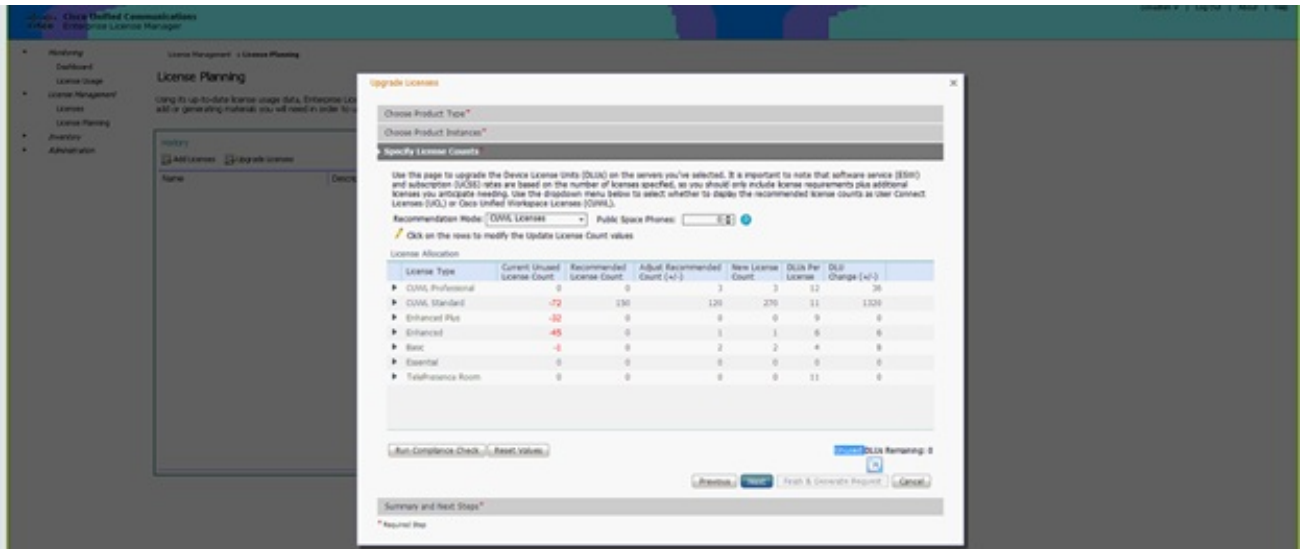 Cisco Unified Communications
Enterprise License Manager
Log Out | About | Help
Monitoring
Dashboard
License Usage
License Management
Licenses
License Planning
Inventory
Administration
License Management > License Planning
License Planning
Using its up-to-date license usage data, Enterprise Lice
add or generating materials you will need in order to u
History
Add Licenses Upgrade Licenses
Name Descrip
Upgrade Licenses
Choose Product Type*
Choose Product Instances*
Specify License Counts
Use the page to upgrade the Device License Units (DLUs) on the servers you've selected. It is important to note that software service (ESW)
and subscription (UCSS) rates are based on the number of licenses specified, so you should only include license requirements plus additional
licenses you anticipate needing. Use the dropdown menu below to select whether to display the recommended license counts as User Connect
Licenses (UCL) or Cisco Unified Workspace Licenses (CUWL).
Recommendation Mode: CUWL Licenses Public Space Phones: 0
Click on the rows to modify the Update License Count values
License Allocation
License Type Current Unused License Count Recommended License Count Adjust Recommended Count (+/-) New License Count DLUs Per License DLU Change (+/-)
CUWL Professional 0 0 3 3 12 36
CUWL Standard -72 150 120 270 11 1320
Enhanced Plus -32 0 0 0 9 0
Enhanced -45 0 1 1 6 6
Basic -1 0 2 2 4 8
Essential 0 0 0 0 0 0
TelePresence Room 0 0 0 0 11 0
Run Compliance Check Reset Values
Unused DLUs Remaining: 0
Previous Next Finish & Generate Request Cancel
Summary and Next Steps*
* Required Step